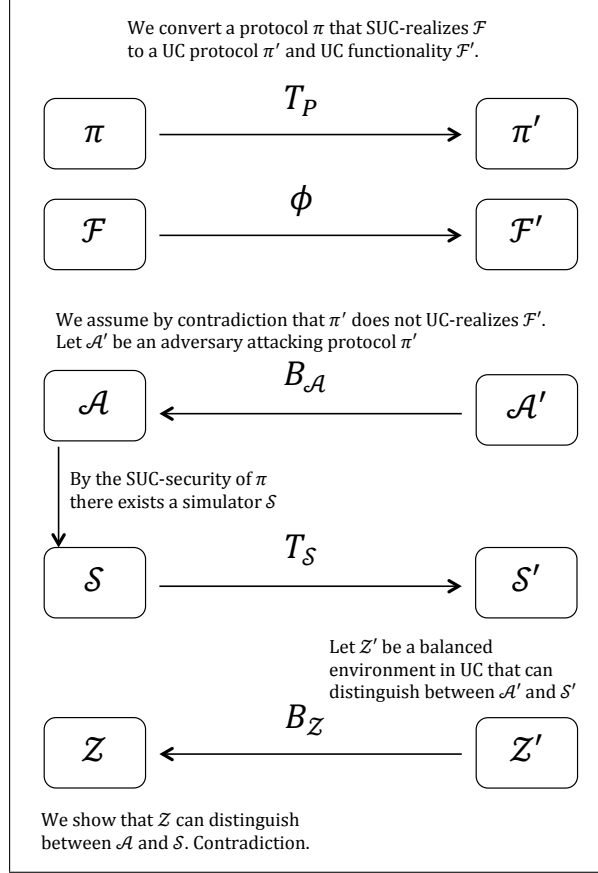 We convert a protocol π that SUC-realizes ℱ
to a UC protocol π′ and UC functionality ℱ′.
T_P
π π′
ϕ
ℱ ℱ′
We assume by contradiction that π′ does not UC-realizes ℱ′.
Let 𝒜′ be an adversary attacking protocol π′
B_𝒜
𝒜 𝒜′
By the SUC-security of π
there exists a simulator 𝒮
T_𝒮
𝒮 𝒮′
Let 𝒵′ be a balanced
environment in UC that can
distinguish between 𝒜′ and 𝒮′
B_𝒵
𝒵 𝒵′
We show that 𝒵 can distinguish
between 𝒜 and 𝒮. Contradiction.